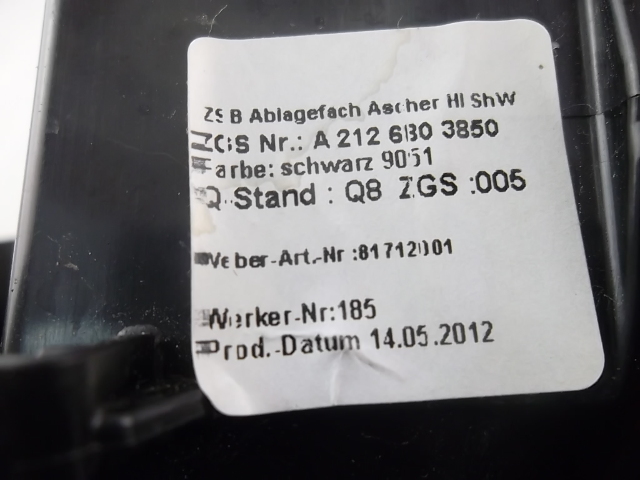 ZS B Ablagefach Ascher HI ShW
ZGS Nr.: A 212 680 3850
Farbe: schwarz 9051
Q-Stand : Q8 ZGS :005
Weber-Art.-Nr :81712001
Werker-Nr:185
Prod.-Datum 14.05.2012